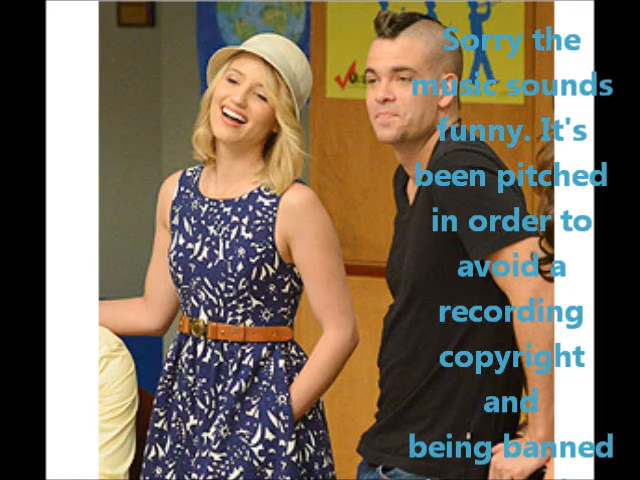 Sorry the
music sounds
funny. It's
been pitched
in order to
avoid a
recording
copyright
and
being banned